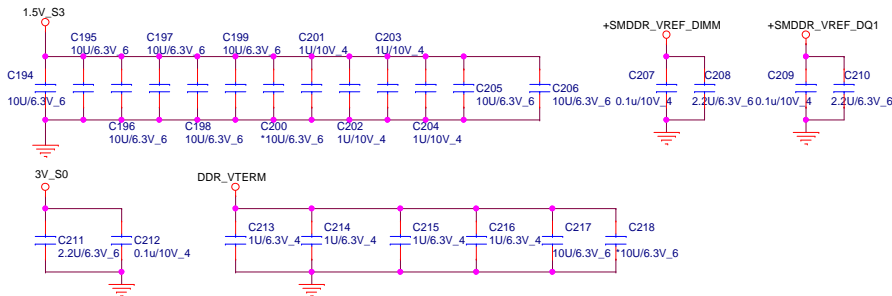 1.5V_S3
C195
10U/6.3V_6
C197
10U/6.3V_6
C199
10U/6.3V_6
C201
1U/10V_4
C203
1U/10V_4
C194
10U/6.3V_6
C196
10U/6.3V_6
C198
10U/6.3V_6
C200
*10U/6.3V_6
C202
1U/10V_4
C204
1U/10V_4
C205
10U/6.3V_6
C206
10U/6.3V_6
+SMDDR_VREF_DIMM
C207
0.1u/10V_4
C208
2.2U/6.3V_6
+SMDDR_VREF_DQ1
C209
0.1u/10V_4
C210
2.2U/6.3V_6
3V_S0
C211
2.2U/6.3V_6
C212
0.1u/10V_4
DDR_VTERM
C213
1U/6.3V_4
C214
1U/6.3V_4
C215
1U/6.3V_4
C216
1U/6.3V_4
C217
10U/6.3V_6
C218
*10U/6.3V_6